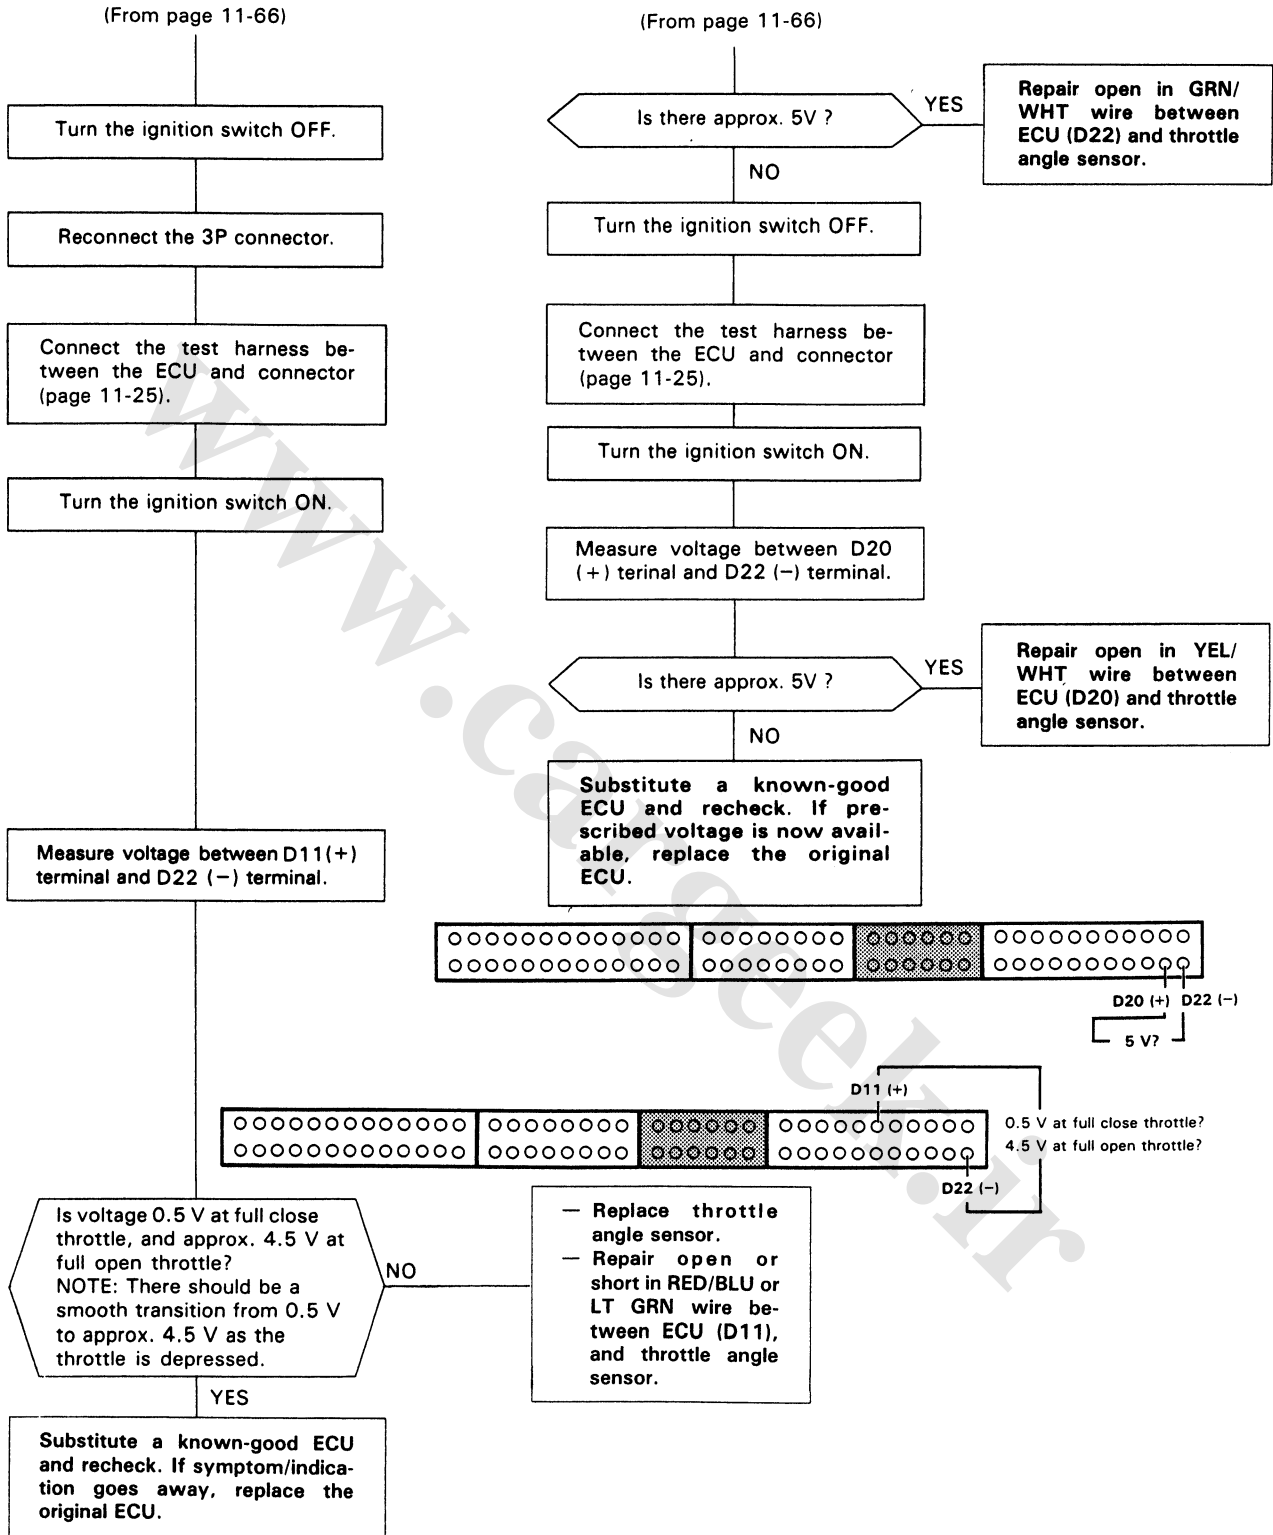 (From page 11-66)
Turn the ignition switch OFF.
Reconnect the 3P connector.
Connect the test harness be-
tween the ECU and connector
(page 11-25).
Turn the ignition switch ON.
Measure voltage between D11(+)
terminal and D22 (−) terminal.
(From page 11-66)
Is there approx. 5V ?
YES
Repair open in GRN/
WHT wire between
ECU (D22) and throttle
angle sensor.
NO
Turn the ignition switch OFF.
Connect the test harness be-
tween the ECU and connector
(page 11-25).
Turn the ignition switch ON.
Measure voltage between D20
(+) terinal and D22 (−) terminal.
Is there approx. 5V ?
YES
Repair open in YEL/
WHT wire between
ECU (D20) and throttle
angle sensor.
NO
Substitute a known-good
ECU and recheck. If pre-
scribed voltage is now avail-
able, replace the original
ECU.
D20 (+) D22 (−)
5 V?
D11 (+)
0.5 V at full close throttle?
4.5 V at full open throttle?
D22 (−)
Is voltage 0.5 V at full close
throttle, and approx. 4.5 V at
full open throttle?
NOTE: There should be a
smooth transition from 0.5 V
to approx. 4.5 V as the
throttle is depressed.
NO
— Replace throttle
angle sensor.
— Repair open or
short in RED/BLU or
LT GRN wire be-
tween ECU (D11),
and throttle angle
sensor.
YES
Substitute a known-good ECU
and recheck. If symptom/indica-
tion goes away, replace the
original ECU.
www.cargeek.ir